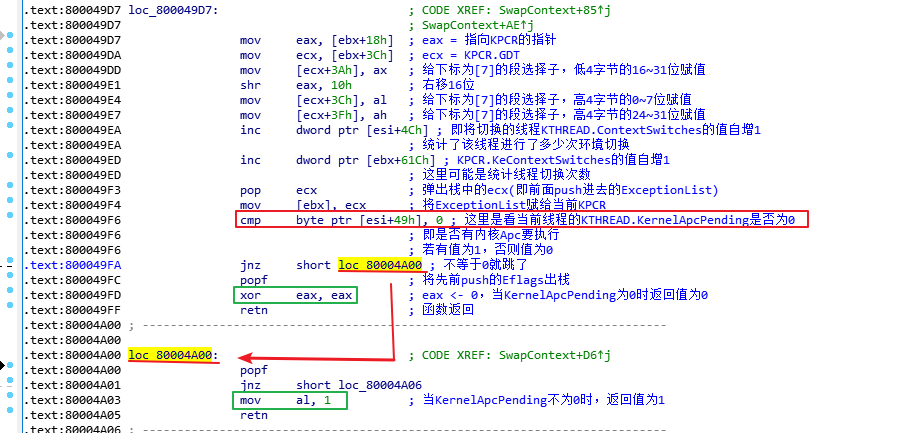 .text:800049D7 loc_800049D7: ; CODE XREF: SwapContext+85↑j
.text:800049D7 ; SwapContext+AE↑j
.text:800049D7 mov eax, [ebx+18h] ; eax = 指向KPCR的指针
.text:800049DA mov ecx, [ebx+3Ch] ; ecx = KPCR.GDT
.text:800049DD mov [ecx+3Ah], ax ; 给下标为[7]的段选择子，低4字节的16~31位赋值
.text:800049E1 shr eax, 10h ; 右移16位
.text:800049E4 mov [ecx+3Ch], al ; 给下标为[7]的段选择子，高4字节的0~7位赋值
.text:800049E7 mov [ecx+3Fh], ah ; 给下标为[7]的段选择子，高4字节的24~31位赋值
.text:800049EA inc dword ptr [esi+4Ch] ; 即将切换的线程KTHREAD.ContextSwitches的值自增1
.text:800049EA ; 统计了该线程进行了多少次环境切换
.text:800049ED inc dword ptr [ebx+61Ch] ; KPCR.KeContextSwitches的值自增1
.text:800049ED ; 这里可能是统计线程切换次数
.text:800049F3 pop ecx ; 弹出栈中的ecx(即前面push进去的ExceptionList)
.text:800049F4 mov [ebx], ecx ; 将ExceptionList赋给当前KPCR
.text:800049F6 cmp byte ptr [esi+49h], 0 ; 这里是看当前线程的KTHREAD.KernelApcPending是否为0
.text:800049F6 ; 即是否有内核Apc要执行
.text:800049F6 ; 若有值为1，否则值为0
.text:800049FA jnz short loc_80004A00 ; 不等于0就跳了
.text:800049FC popf ; 将先前push的Eflags出栈
.text:800049FD xor eax, eax ; eax <- 0，当KernelApcPending为0时返回值为0
.text:800049FF retn ; 函数返回
.text:80004A00 ; ---------------------------------------------------------------------------
.text:80004A00
.text:80004A00 loc_80004A00: ; CODE XREF: SwapContext+D6↑j
.text:80004A00 popf
.text:80004A01 jnz short loc_80004A06
.text:80004A03 mov al, 1 ; 当KernelApcPending不为0时，返回值为1
.text:80004A05 retn
.text:80004A06 ; ---------------------------------------------------------------------------